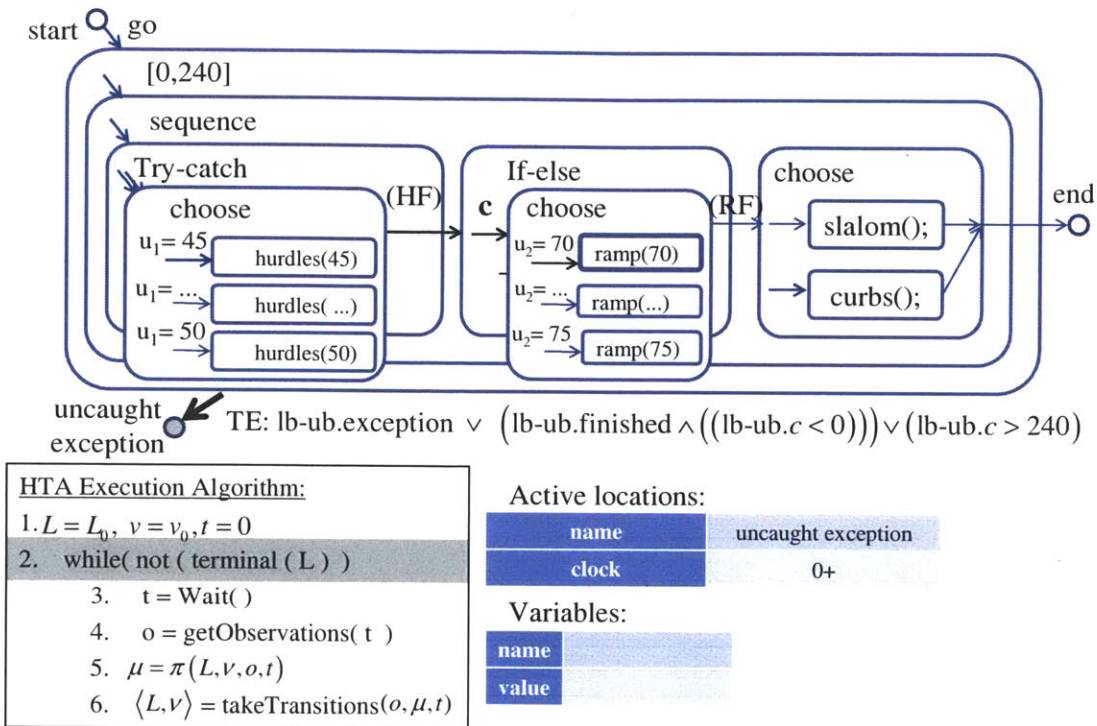 start
go
[0,240]
sequence
Try-catch
If-else
choose
choose
(HF)
c
choose
(RF)
end
u₁= 45
hurdles(45)
u₂= 70
ramp(70)
slalom();
u₁= ...
hurdles( ...)
u₂= ...
ramp(...)
curbs();
u₁= 50
hurdles(50)
u₂= 75
ramp(75)
uncaught
exception
TE: lb-ub.exception ∨ (lb-ub.finished ∧ ((lb-ub.c < 0))) ∨ (lb-ub.c > 240)
HTA Execution Algorithm:
1. L = L₀, v = v₀, t = 0
2. while( not ( terminal ( L ) )
3. t = Wait( )
4. o = getObservations( t )
5. μ = π(L, v, o, t)
6. ⟨L, v⟩ = takeTransitions(o, μ, t)
Active locations:
name uncaught exception
clock 0+
Variables:
name
value